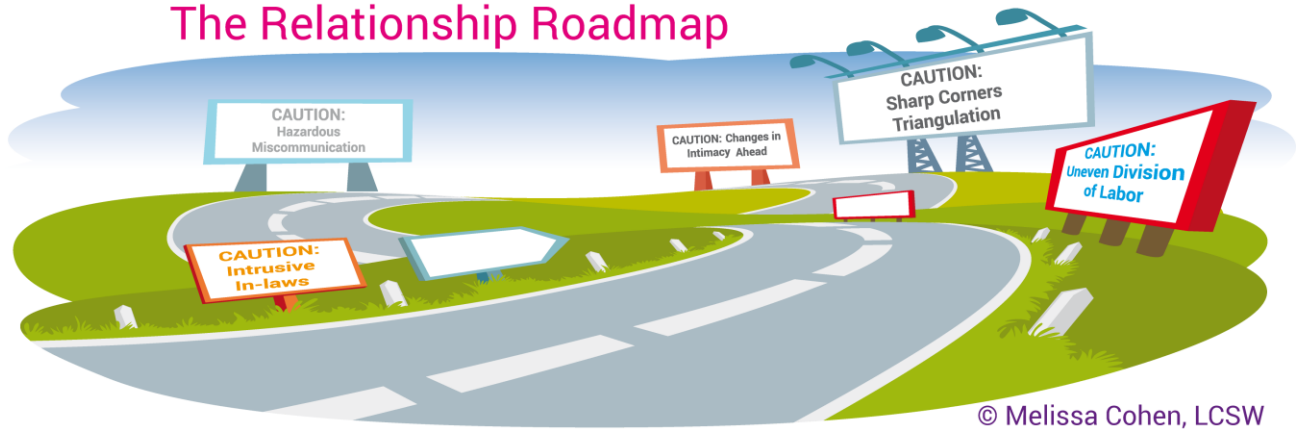 The Relationship Roadmap
CAUTION:
Hazardous
Miscommunication
CAUTION: Changes in
Intimacy Ahead
CAUTION:
Sharp Corners
Triangulation
CAUTION:
Uneven Division
of Labor
CAUTION:
Intrusive
In-laws
© Melissa Cohen, LCSW